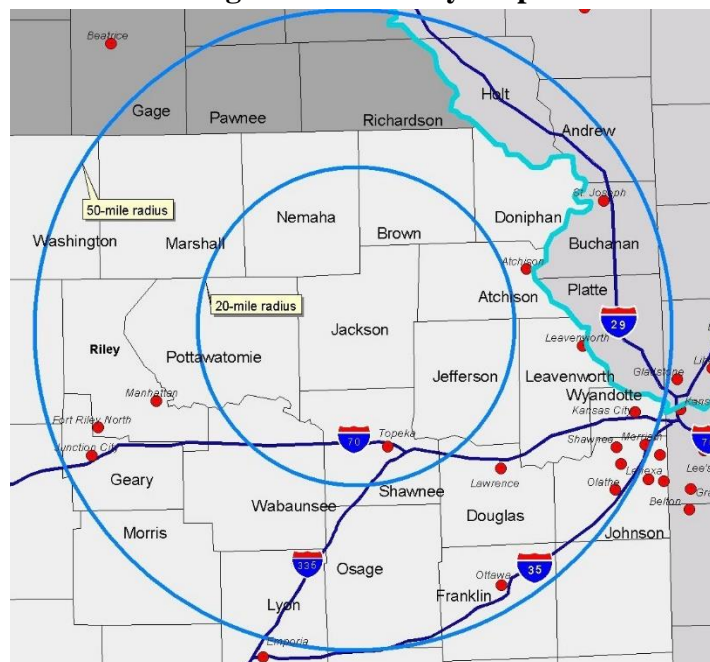 Beatrice
Gage
Pawnee
Richardson
Holt
Andrew
50-mile radius
Nemaha
Doniphan
St. Joseph
Washington
Marshall
Brown
Buchanan
Atchison
20-mile radius
Atchison
Platte
29
Jackson
Riley
Pottawatomie
Leavenworth
Jefferson
Leavenworth
Gladstone
Manhattan
Wyandotte
Kansas City
Fort Riley North
70
Topeka
Junction City
Shawnee
Merriam
Geary
Lawrence
Lenexa
Lee's
Shawnee
Olathe
Wabaunsee
Belton
Douglas
Morris
Johnson
335
Osage
35
Ottawa
Franklin
Lyon
Emporia